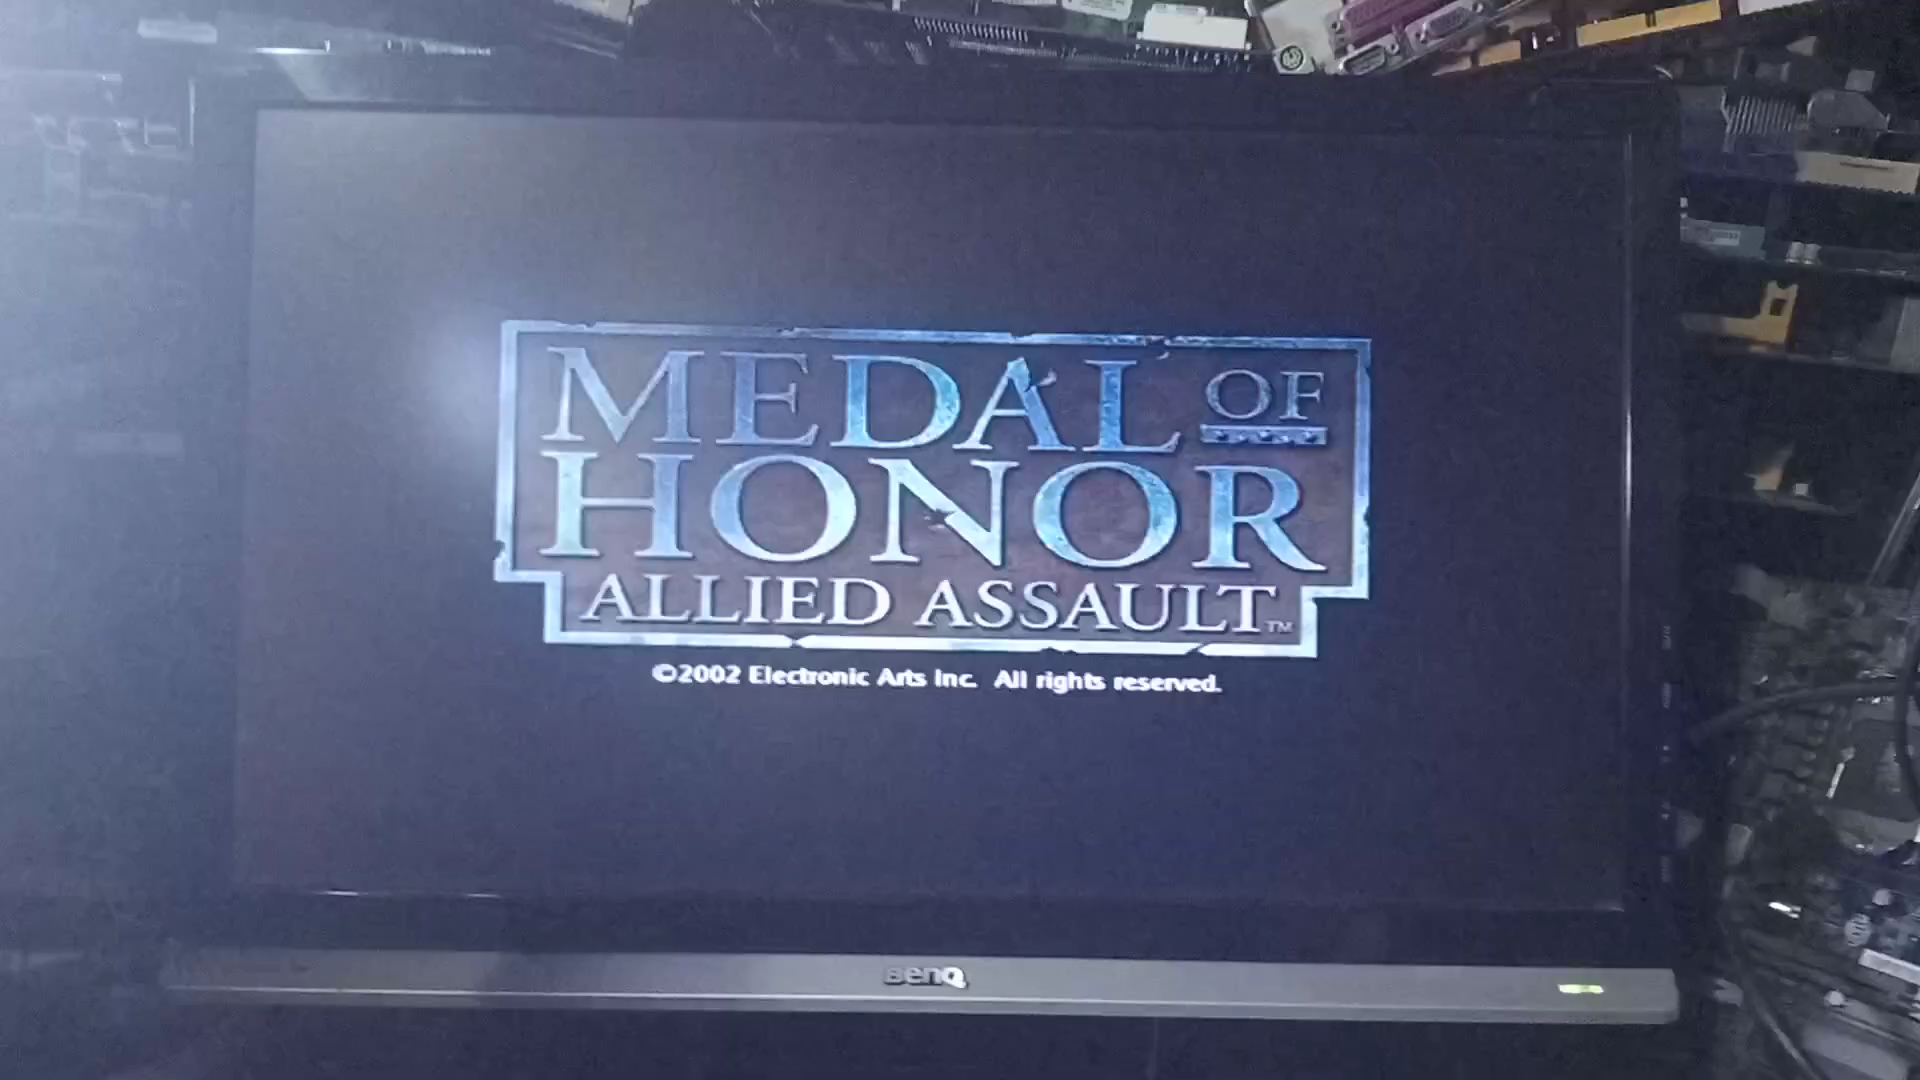 MEDAL OF
HONOR
ALLIED ASSAULT™
©2002 Electronic Arts Inc. All rights reserved.
BenQ